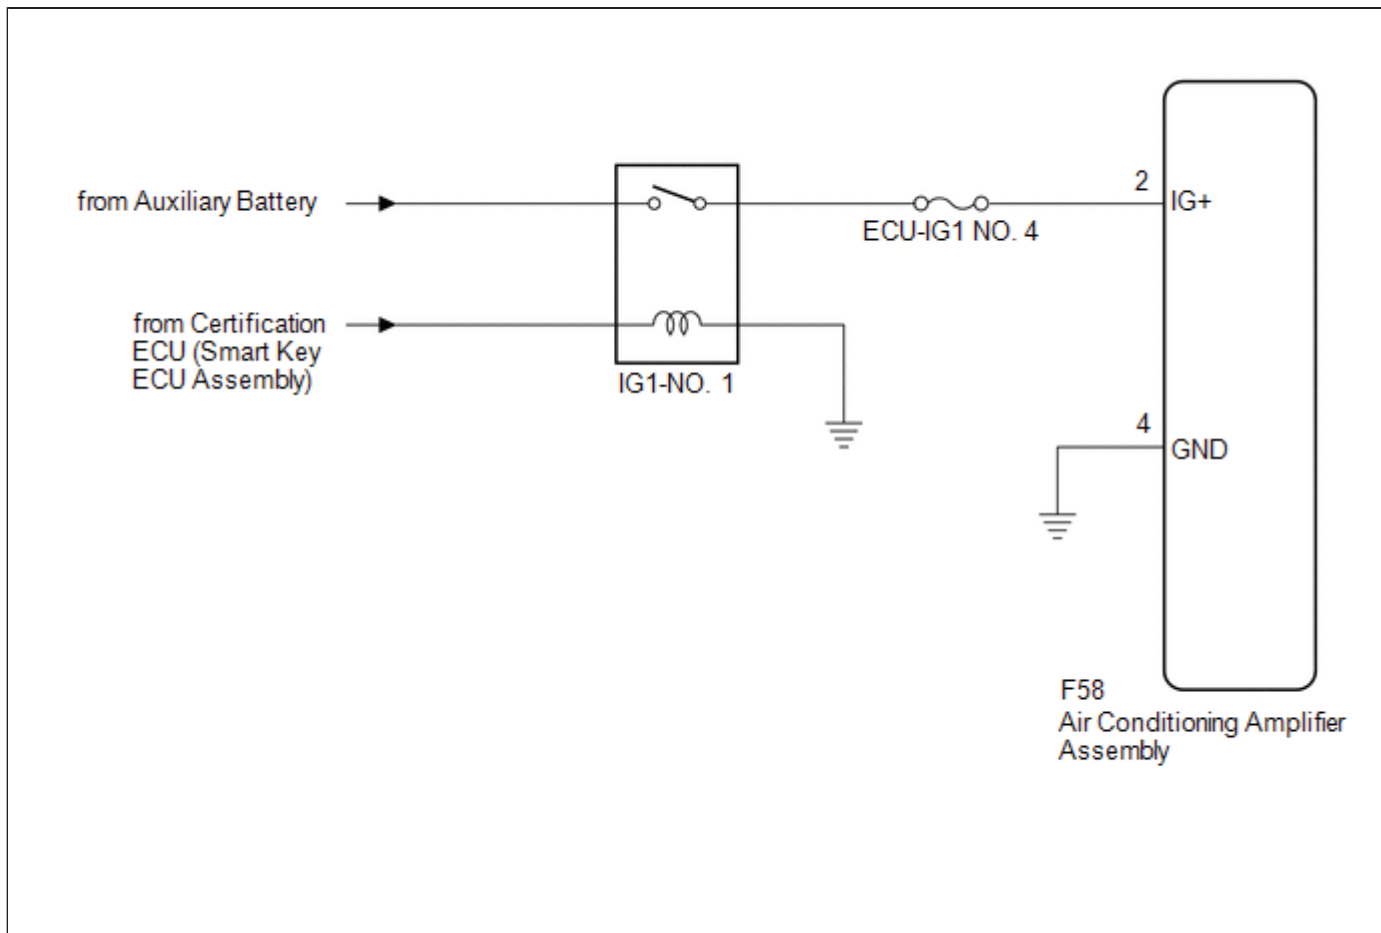 from Auxiliary Battery
2
IG+
ECU-IG1 NO. 4
from Certification
ECU (Smart Key
ECU Assembly)
IG1-NO. 1
4
GND
F58
Air Conditioning Amplifier
Assembly